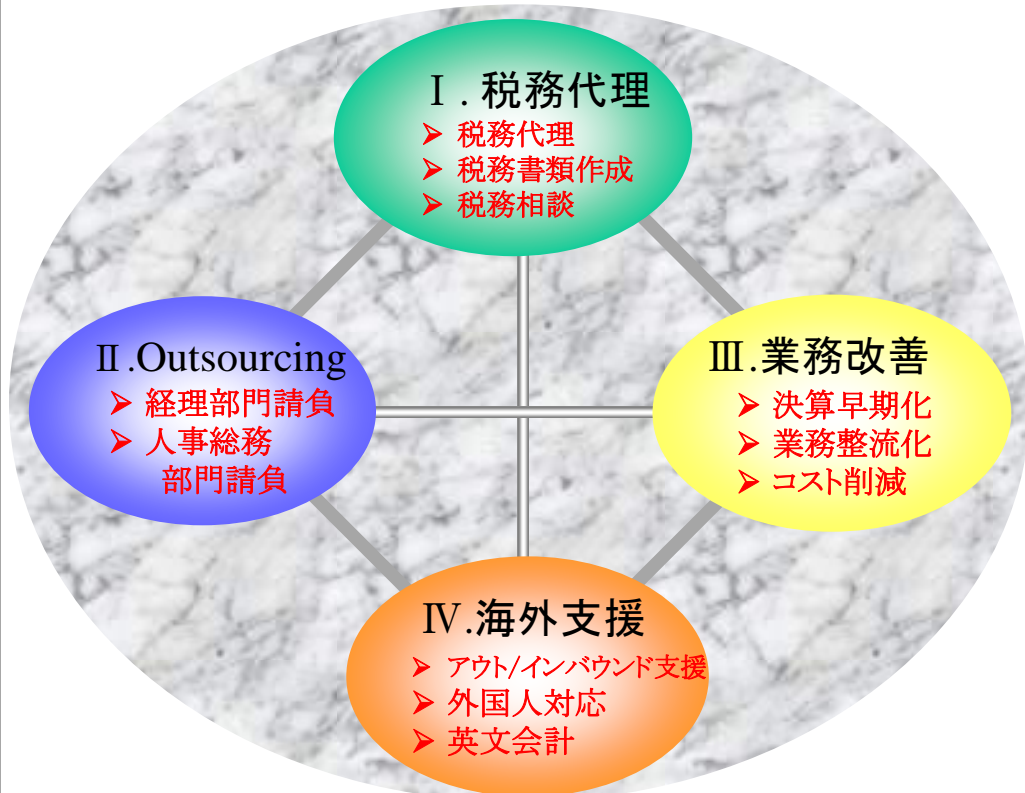 Ⅰ.税務代理
➢ 税務代理
➢ 税務書類作成
➢ 税務相談
Ⅱ.Outsourcing
➢ 経理部門請負
➢ 人事総務
部門請負
Ⅲ.業務改善
➢ 決算早期化
➢ 業務整流化
➢ コスト削減
Ⅳ.海外支援
➢ アウト/インバウンド支援
➢ 外国人対応
➢ 英文会計